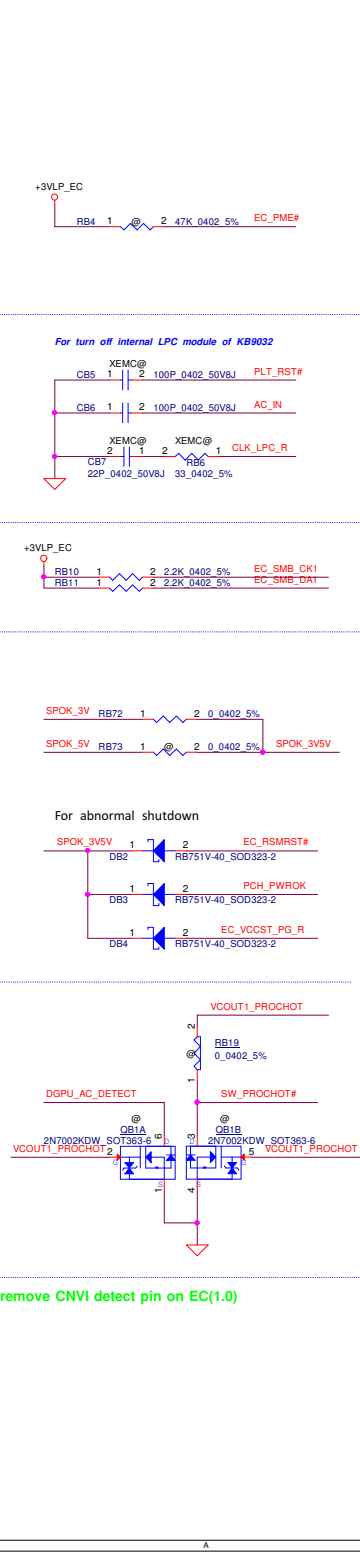 +3VLP_EC
RB4 1 @ 2 47K_0402_5% EC_PME#
For turn off internal LPC module of KB9032
XEMC@
CB5 1 2 100P_0402_50V8J PLT_RST#
CB6 1 2 100P_0402_50V8J AC_IN
XEMC@ XEMC@
2 1 2 1 CLK_LPC_R
CB7 RB6
22P_0402_50V8J 33_0402_5%
+3VLP_EC
RB10 1 2 2.2K_0402_5% EC_SMB_CK1
RB11 1 2 2.2K_0402_5% EC_SMB_DA1
SPOK_3V RB72 1 2 0_0402_5%
SPOK_5V RB73 1 @ 2 0_0402_5% SPOK_3V5V
For abnormal shutdown
SPOK_3V5V 1 2 EC_RSMRST#
DB2 RB751V-40_SOD323-2
1 2 PCH_PWROK
DB3 RB751V-40_SOD323-2
1 2 EC_VCCST_PG_R
DB4 RB751V-40_SOD323-2
VCOUT1_PROCHOT
2
RB19
@ 0_0402_5%
1
DGPU_AC_DETECT SW_PROCHOT#
@ @
QB1A QB1B
2N7002KDW_SOT363-6 6 D 3 D 2N7002KDW_SOT363-6
VCOUT1_PROCHOT 2 5 VCOUT1_PROCHOT
G G
S S
1 4
remove CNVI detect pin on EC(1.0)
A